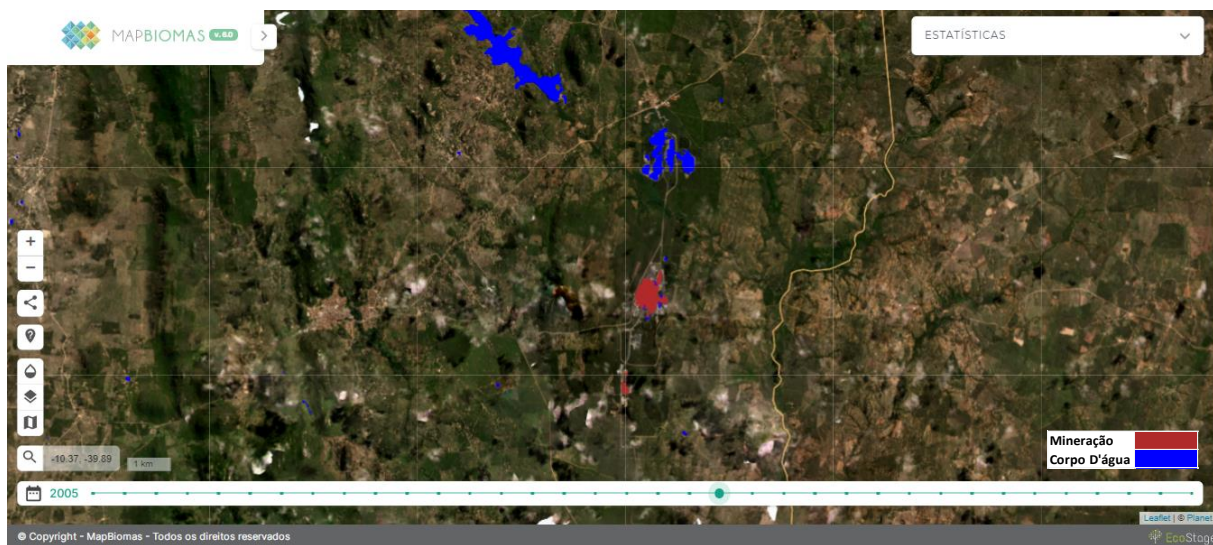 MAPBIOMAS v. 6.0
ESTATÍSTICAS
Mineração
Corpo D'água
-10.37, -39.89
1 km
2005
Leaflet | © Planet
© Copyright - MapBiomas - Todos os direitos reservados
EcoStage